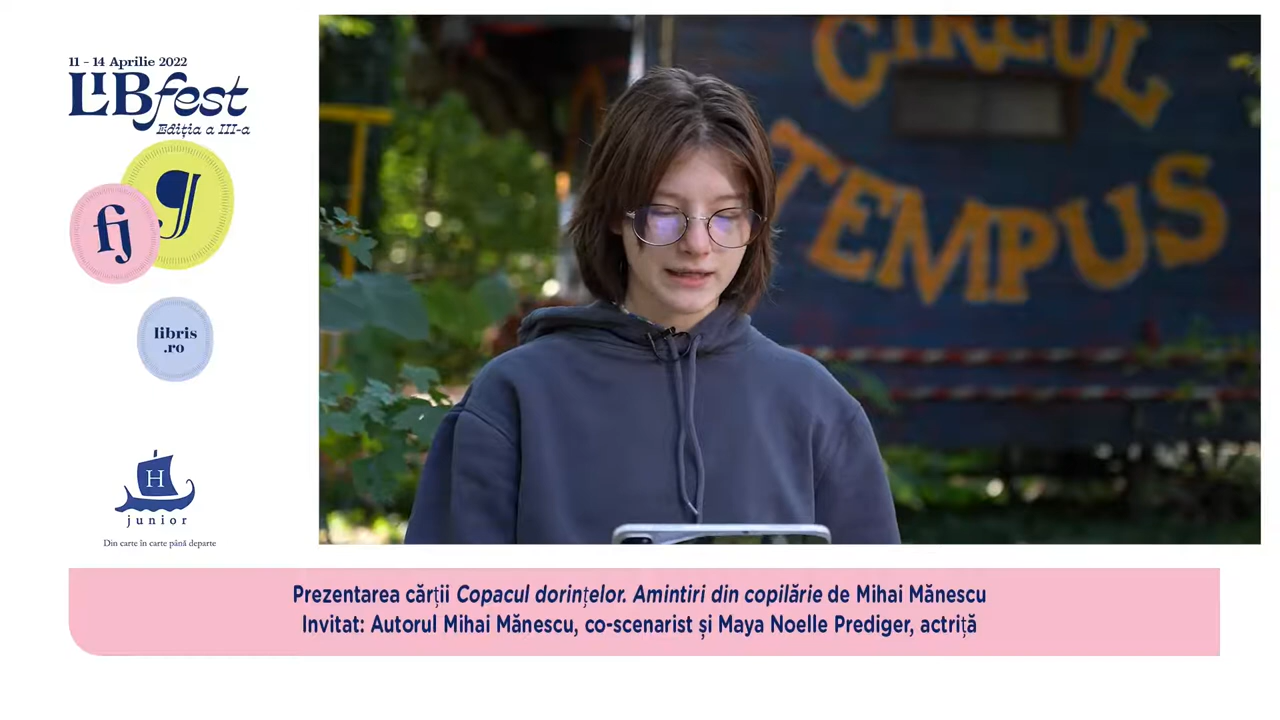 11 - 14 Aprilie 2022
LIBfest
Ediția a III-a
fj
libris
.ro
H
junior
Din carte în carte până departe
CIRCUL
TEMPUS
Prezentarea cărții Copacul dorințelor. Amintiri din copilărie de Mihai Mănescu
Invitat: Autorul Mihai Mănescu, co-scenarist și Maya Noelle Prediger, actriță